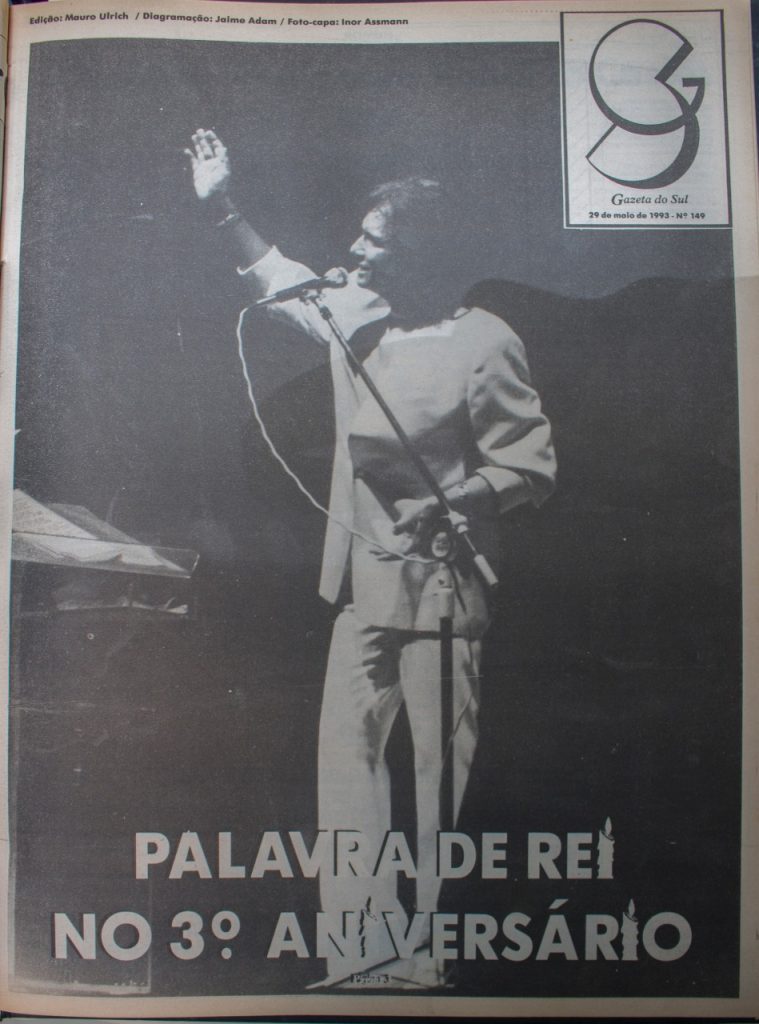 Edição: Mauro Ulrich / Diagramação: Jaime Adam / Foto-capa: Inor Assmann
GS
Gazeta do Sul
29 de maio de 1993 - Nº 149
PALAVRA DE REI
NO 3º ANIVERSÁRIO